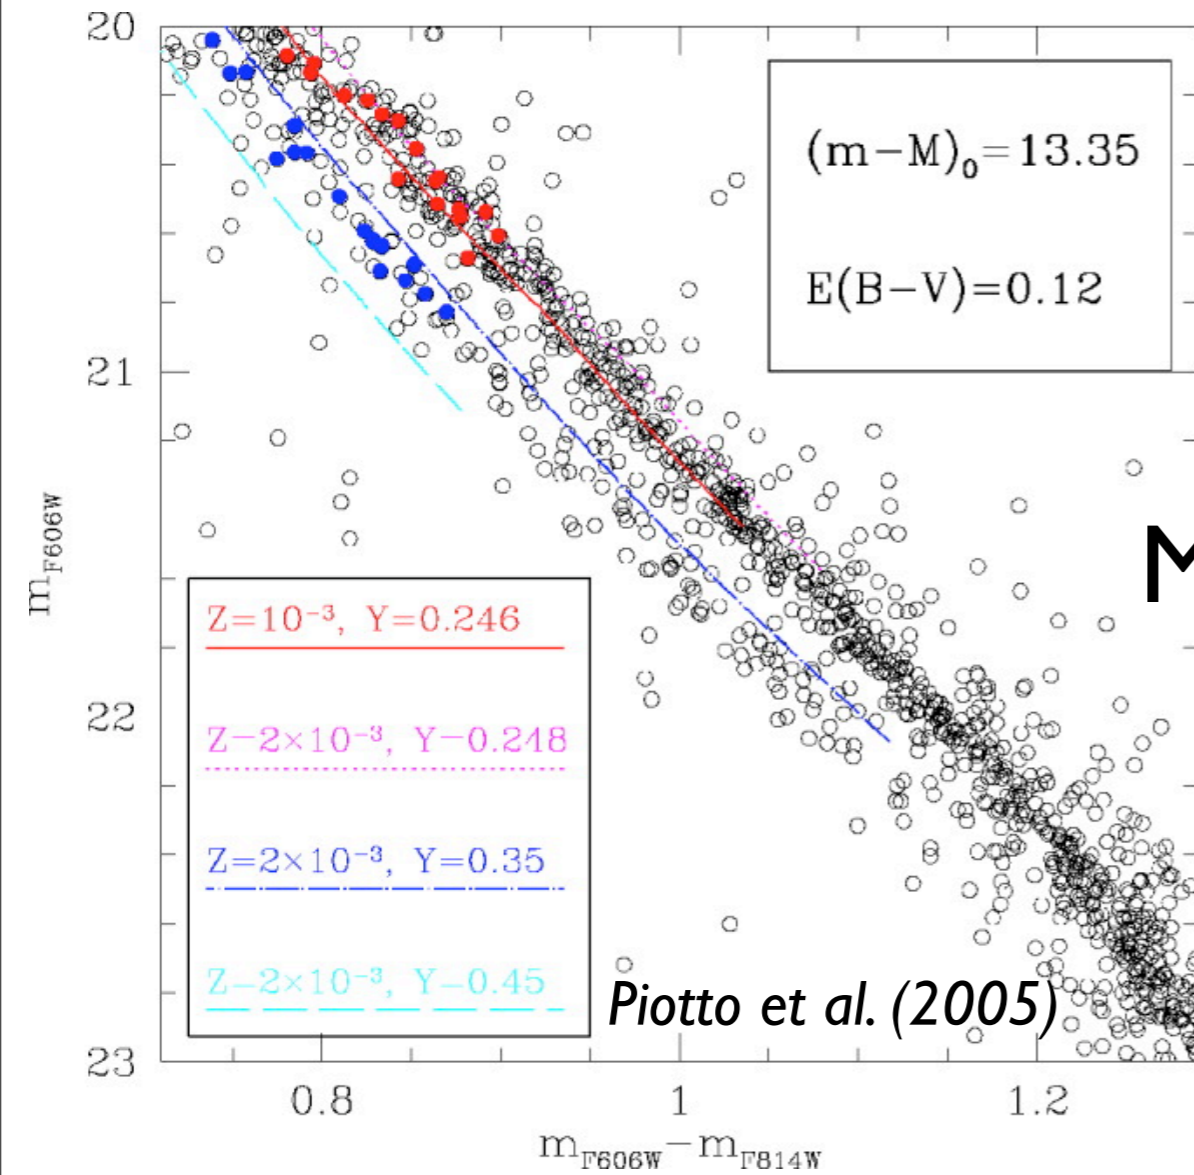 20
21
22
23
m_F606W
(m−M)₀=13.35
E(B−V)=0.12
M
Z=10⁻³, Y=0.246
Z=2×10⁻³, Y=0.248
Z=2×10⁻³, Y=0.35
Z=2×10⁻³, Y=0.45
Piotto et al. (2005)
0.8 1 1.2
m_F606W−m_F814W